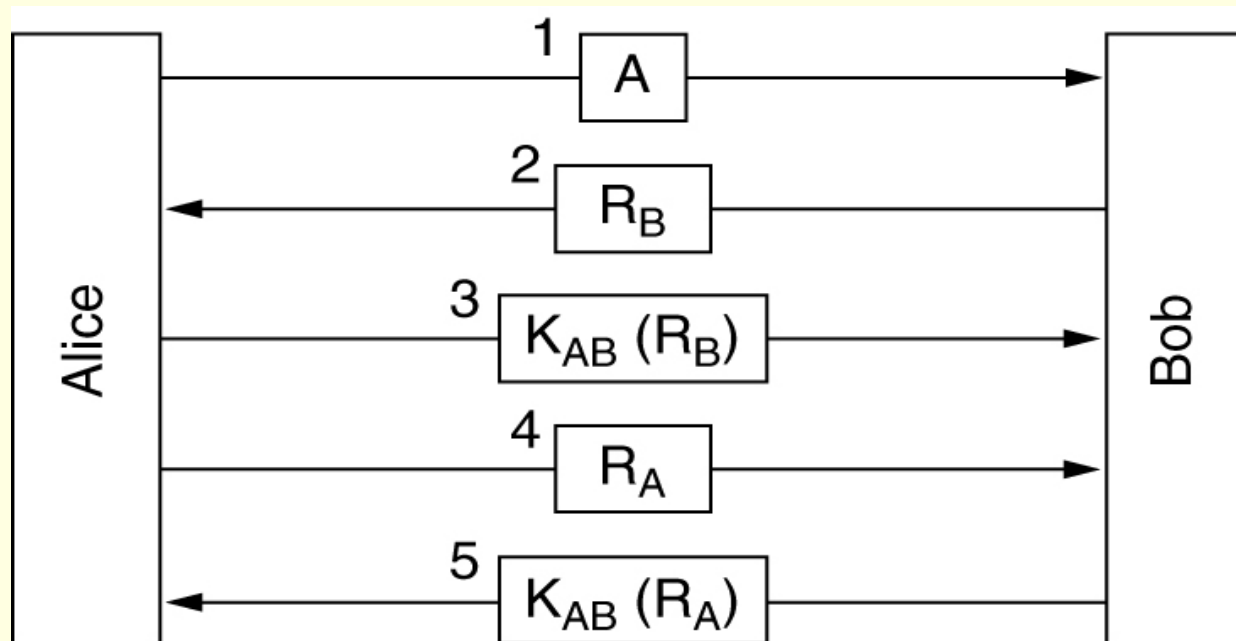 1 A
2 R_B
3 K_AB (R_B)
4 R_A
5 K_AB (R_A)
Alice
Bob